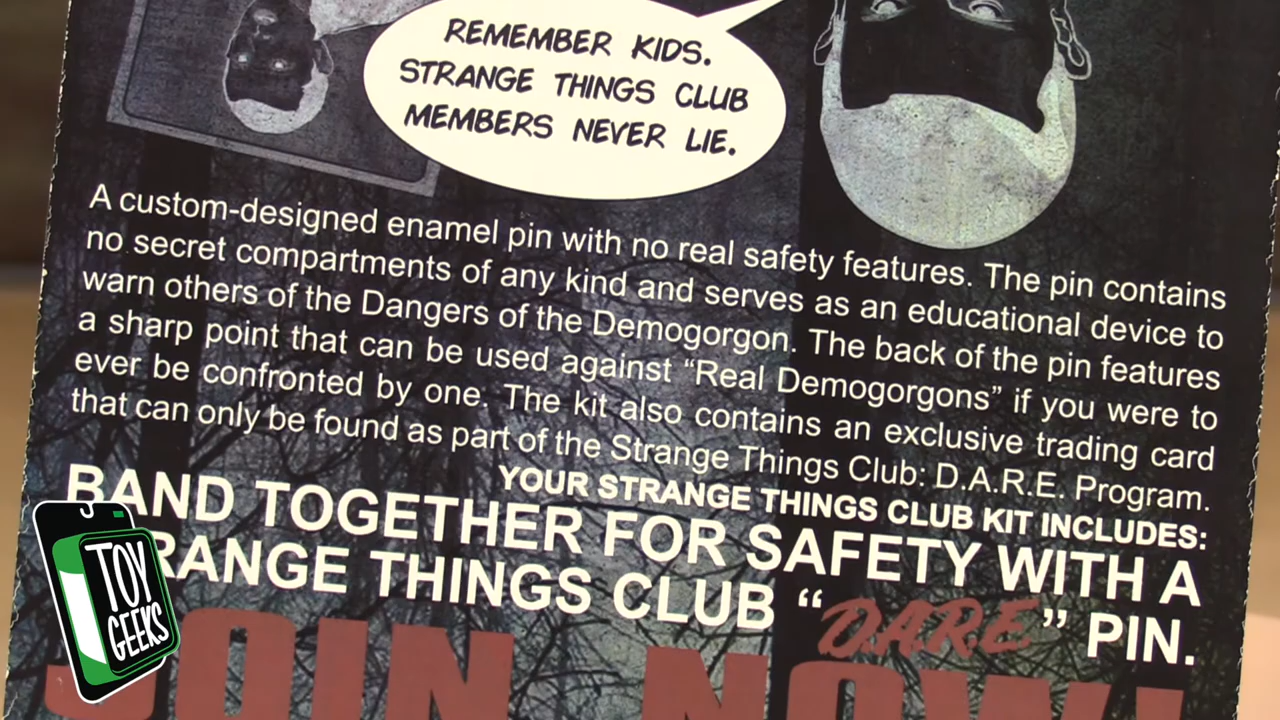 REMEMBER KIDS.
STRANGE THINGS CLUB
MEMBERS NEVER LIE.
A custom-designed enamel pin with no real safety features. The pin contains
no secret compartments of any kind and serves as an educational device to
warn others of the Dangers of the Demogorgon. The back of the pin features
a sharp point that can be used against “Real Demogorgons” if you were to
ever be confronted by one. The kit also contains an exclusive trading card
that can only be found as part of the Strange Things Club: D.A.R.E. Program.
YOUR STRANGE THINGS CLUB KIT INCLUDES:
BAND TOGETHER FOR SAFETY WITH A
RANGE THINGS CLUB “D.A.R.E” PIN.
JOIN NOW!
TOY
GEEKS